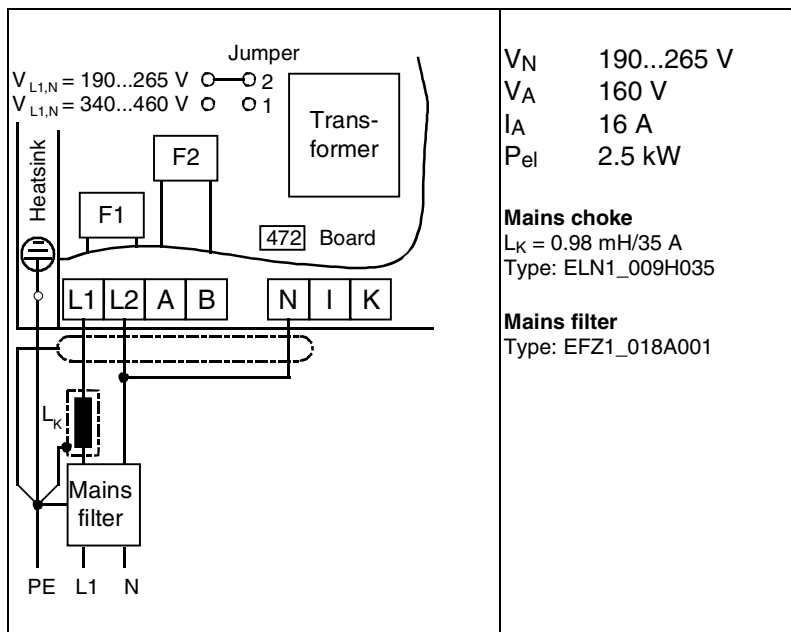 Jumper
V L1,N = 190...265 V 2
V L1,N = 340...460 V 1
Heatsink
Trans-
former
F2
F1
472 Board
L1 L2 A B N I K
LK
Mains
filter
PE L1 N
VN 190...265 V
VA 160 V
IA 16 A
Pel 2.5 kW
Mains choke
LK = 0.98 mH/35 A
Type: ELN1_009H035
Mains filter
Type: EFZ1_018A001